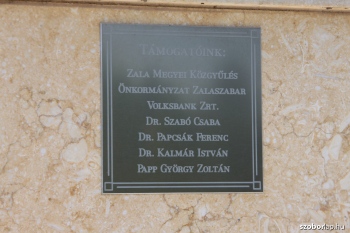 Támogatóink:
Zala Megyei Közgyűlés
Önkormányzat Zalaszabar
Volksbank Zrt.
Dr. Szabó Csaba
Dr. Papcsák Ferenc
Dr. Kalmár István
Papp György Zoltán
szoborlap.hu